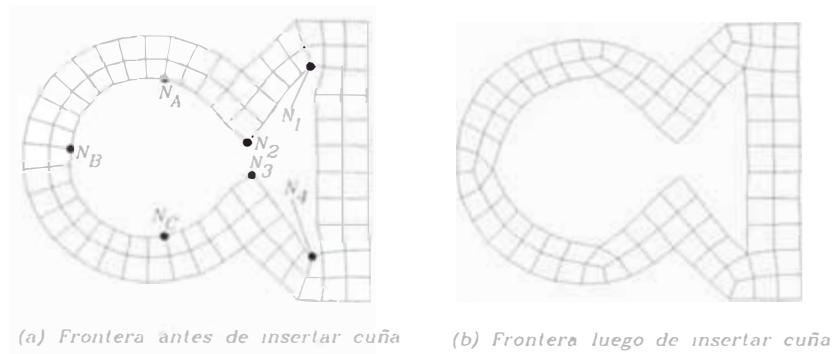 N_A
N_1
N_2
N_B
N_3
N_4
N_C
(a) Frontera antes de insertar cuña
(b) Frontera luego de insertar cuña